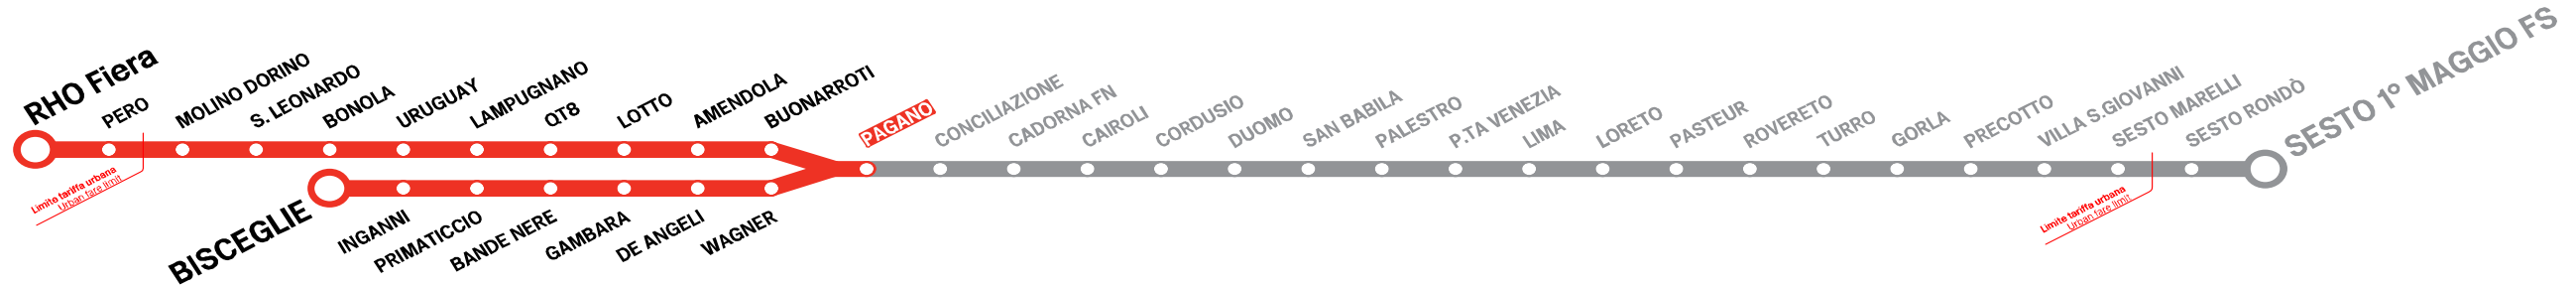 RHO Fiera
PERO
MOLINO DORINO
S. LEONARDO
BONOLA
URUGUAY
LAMPUGNANO
QT8
LOTTO
AMENDOLA
BUONARROTI
PAGANO
CONCILIAZIONE
CADORNA FN
CAIROLI
CORDUSIO
DUOMO
SAN BABILA
PALESTRO
P.TA VENEZIA
LIMA
LORETO
PASTEUR
ROVERETO
TURRO
GORLA
PRECOTTO
VILLA S.GIOVANNI
SESTO MARELLI
SESTO RONDÒ
SESTO 1° MAGGIO FS
Limite tariffa urbana
Urban fare limit
BISCEGLIE
INGANNI
PRIMATICCIO
BANDE NERE
GAMBARA
DE ANGELI
WAGNER
Limite tariffa urbana
Urban fare limit